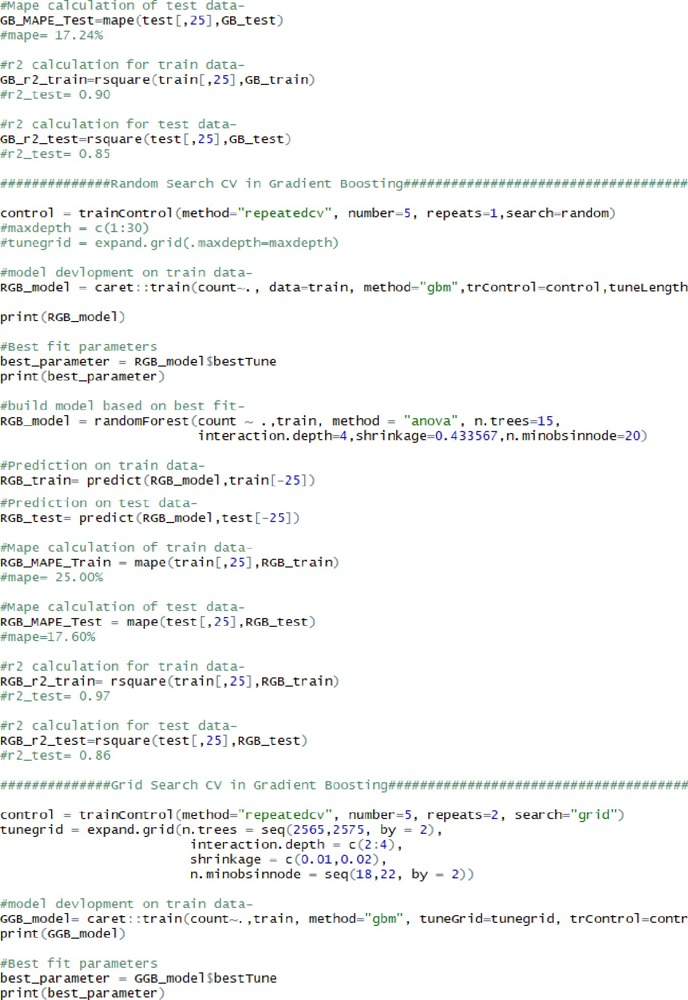 #Mape calculation of test data-
GB_MAPE_Test=mape(test[,25],GB_test)
#mape= 17.24%
#r2 calculation for train data-
GB_r2_train=rsquare(train[,25],GB_train)
#r2_test= 0.90
#r2 calculation for test data-
GB_r2_test=rsquare(test[,25],GB_test)
#r2_test= 0.85
##############Random Search CV in Gradient Boosting####################################
control = trainControl(method="repeatedcv", number=5, repeats=1,search=random)
#maxdepth = c(1:30)
#tunegrid = expand.grid(.maxdepth=maxdepth)
#model devlopment on train data-
RGB_model = caret::train(count~., data=train, method="gbm",trControl=control,tuneLength
print(RGB_model)
#Best fit parameters
best_parameter = RGB_model$bestTune
print(best_parameter)
#build model based on best fit-
RGB_model = randomForest(count ~ .,train, method = "anova", n.trees=15,
interaction.depth=4,shrinkage=0.433567,n.minobsinnode=20)
#Prediction on train data-
RGB_train= predict(RGB_model,train[-25])
#Prediction on test data-
RGB_test= predict(RGB_model,test[-25])
#Mape calculation of train data-
RGB_MAPE_Train = mape(train[,25],RGB_train)
#mape= 25.00%
#Mape calculation of test data-
RGB_MAPE_Test = mape(test[,25],RGB_test)
#mape=17.60%
#r2 calculation for train data-
RGB_r2_train= rsquare(train[,25],RGB_train)
#r2_test= 0.97
#r2 calculation for test data-
RGB_r2_test=rsquare(test[,25],RGB_test)
#r2_test= 0.86
##############Grid Search CV in Gradient Boosting######################################
control = trainControl(method="repeatedcv", number=5, repeats=2, search="grid")
tunegrid = expand.grid(n.trees = seq(2565,2575, by = 2),
interaction.depth = c(2:4),
shrinkage = c(0.01,0.02),
n.minobsinnode = seq(18,22, by = 2))
#model devlopment on train data-
GGB_model= caret::train(count~.,train, method="gbm", tuneGrid=tunegrid, trControl=contr
print(GGB_model)
#Best fit parameters
best_parameter = GGB_model$bestTune
print(best_parameter)